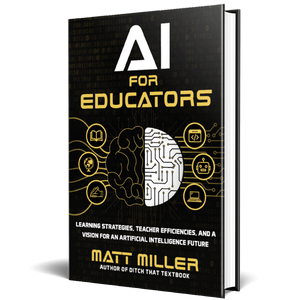 AI
FOR
EDUCATORS
LEARNING STRATEGIES, TEACHER EFFICIENCIES, AND A
VISION FOR AN ARTIFICIAL INTELLIGENCE FUTURE
MATT MILLER
AUTHOR OF DITCH THAT TEXTBOOK